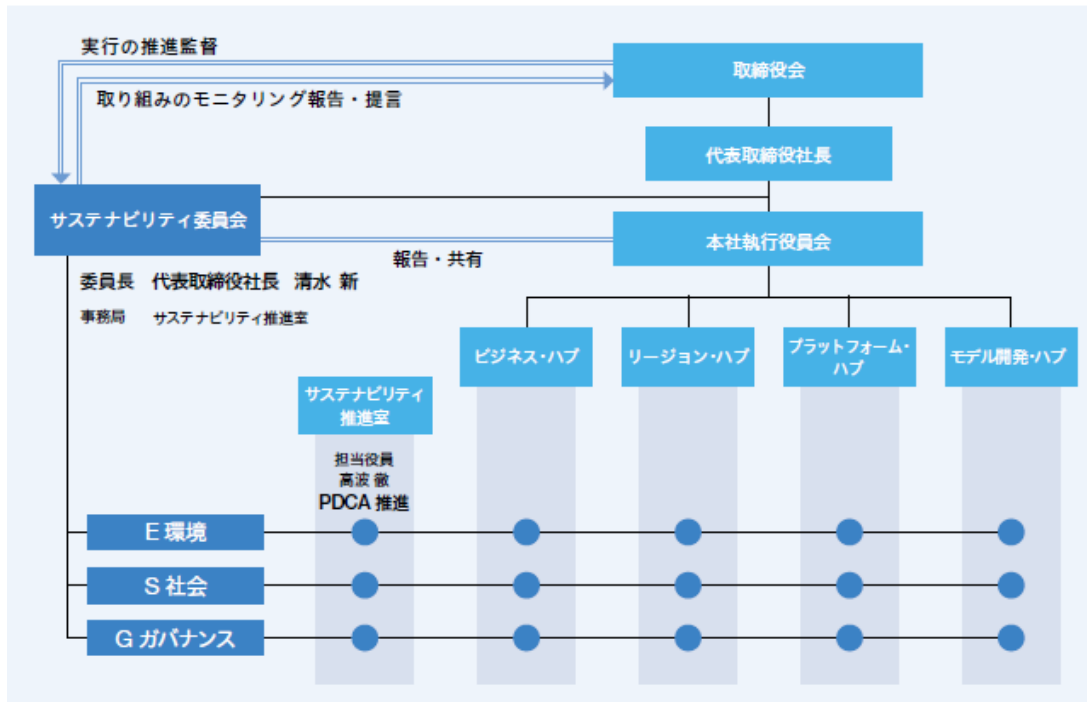 実行の推進監督
取締役会
取り組みのモニタリング報告・提言
代表取締役社長
サステナビリティ委員会
本社執行役員会
報告・共有
委員長 代表取締役社長 清水 新
事務局 サステナビリティ推進室
ビジネス・ハブ
リージョン・ハブ
プラットフォーム・
ハブ
モデル開発・ハブ
サステナビリティ
推進室
担当役員
高波 徹
PDCA 推進
E 環境
S 社会
G ガバナンス